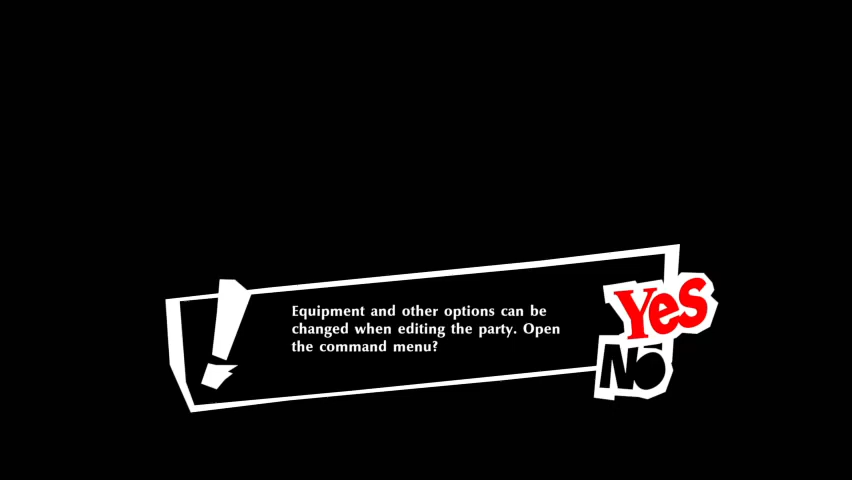 Equipment and other options can be
changed when editing the party. Open
the command menu?
Yes
No